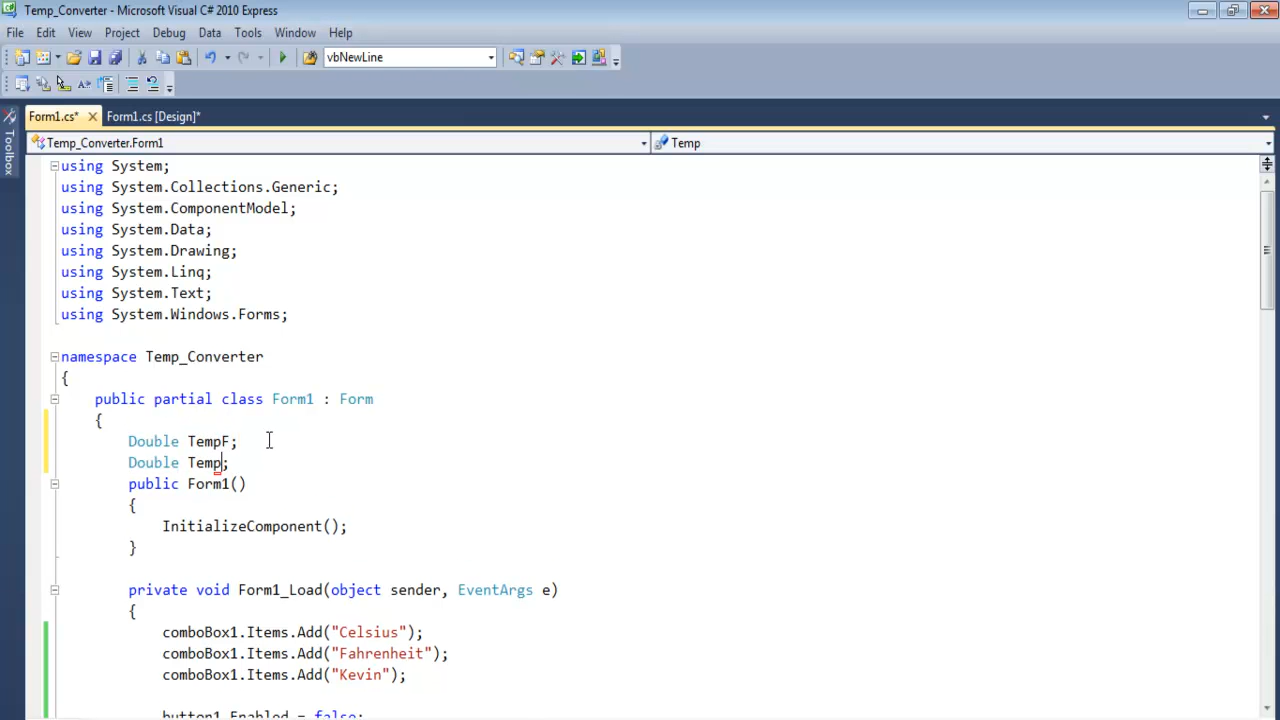 Temp_Converter - Microsoft Visual C# 2010 Express
File Edit View Project Debug Data Tools Window Help
vbNewLine
Form1.cs* Form1.cs [Design]*
Toolbox
Temp_Converter.Form1 Temp
using System;
using System.Collections.Generic;
using System.ComponentModel;
using System.Data;
using System.Drawing;
using System.Linq;
using System.Text;
using System.Windows.Forms;
namespace Temp_Converter
{
public partial class Form1 : Form
{
Double TempF;
Double Temp;
public Form1()
{
InitializeComponent();
}
private void Form1_Load(object sender, EventArgs e)
{
comboBox1.Items.Add("Celsius");
comboBox1.Items.Add("Fahrenheit");
comboBox1.Items.Add("Kevin");
button1.Enabled = false;